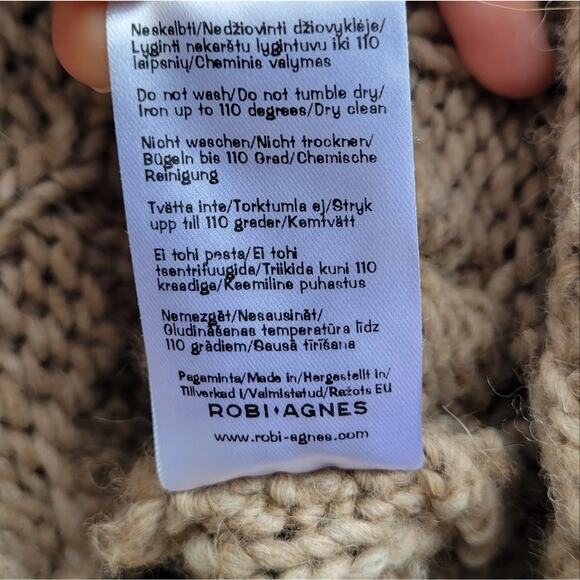 Neskalbti/Nedžiovinti džiovyklėje/
Lyginti nekarštu lygintuvu iki 110
laipsnių/Cheminis valymas
Do not wash/Do not tumble dry/
Iron up to 110 degrees/Dry clean
Nicht waschen/Nicht trocknen/
Bügeln bis 110 Grad/Chemische
Reinigung
Tvätta inte/Torktumla ej/Stryk
upp till 110 grader/Kemtvätt
Ei tohi pesta/Ei tohi
tsentrifuugida/Triikida kuni 110
kraadiga/Keemiline puhastus
Nemazgāt/Nesausināt/
Gludināšanas temperatūra līdz
110 grādiem/Sausā tīrīšana
Pagaminta/Made in/Hergestellt in/
Tillverkad i/Valmistatud/Ražots EU
ROBI•AGNES
www.robi-agnes.com